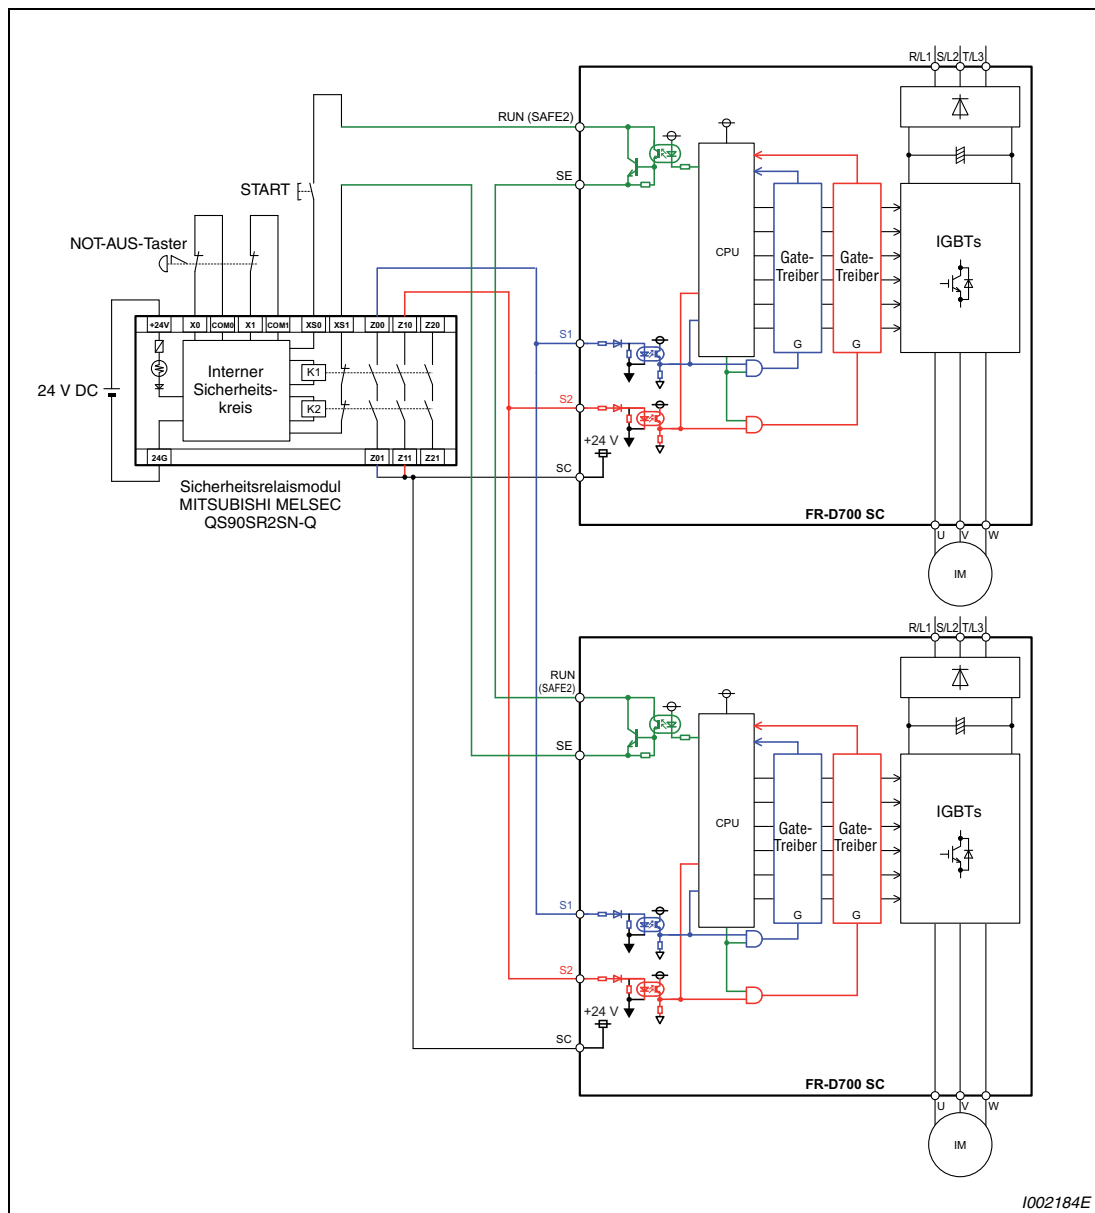 R/L1 S/L2 T/L3
RUN (SAFE2)
SE
START
NOT-AUS-Taster
CPU
Gate-
Treiber
Gate-
Treiber
IGBTs
+24V X0 COM0 X1 COM1 XS0 XS1 Z00 Z10 Z20
S1
G G
24 V DC
Interner
Sicherheits-
kreis
K1
K2
S2
+24 V
24G Z01 Z11 Z21
SC
Sicherheitsrelaismodul
MITSUBISHI MELSEC
QS90SR2SN-Q
FR-D700 SC
U V W
IM
R/L1 S/L2 T/L3
RUN
(SAFE2)
SE
CPU
Gate-
Treiber
Gate-
Treiber
IGBTs
S1
G G
S2
+24 V
SC
FR-D700 SC
U V W
IM
I002184E